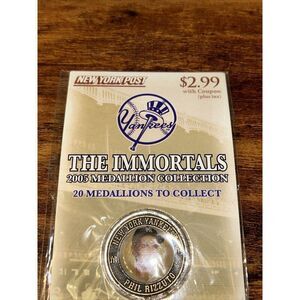 NEW YORK POST
$2.99
with Coupon
(plus tax)
Yankees
THE IMMORTALS
2005 MEDALLION COLLECTION
20 MEDALLIONS TO COLLECT
NEW YORK YANKEES
PHIL RIZZUTO